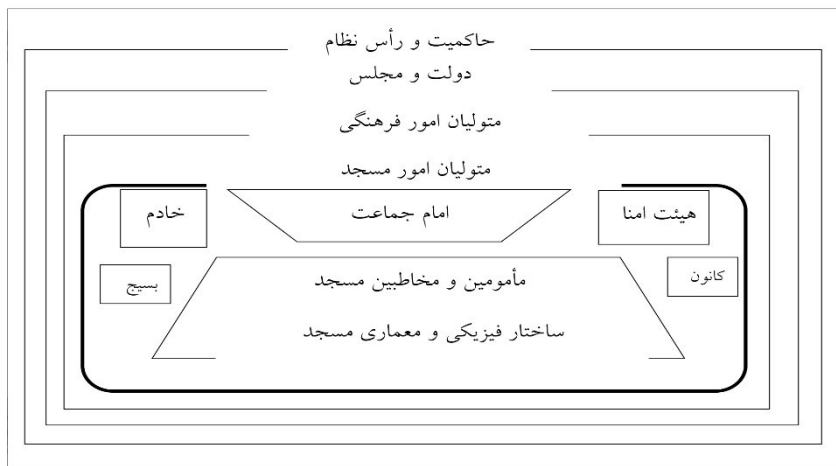 حاکمیت و رأس نظام
دولت و مجلس
متولیان امور فرهنگی
متولیان امور مسجد
هیئت امنا
امام جماعت
خادم
کانون
بسیج
مأمومین و مخاطبین مسجد
ساختار فیزیکی و معماری مسجد